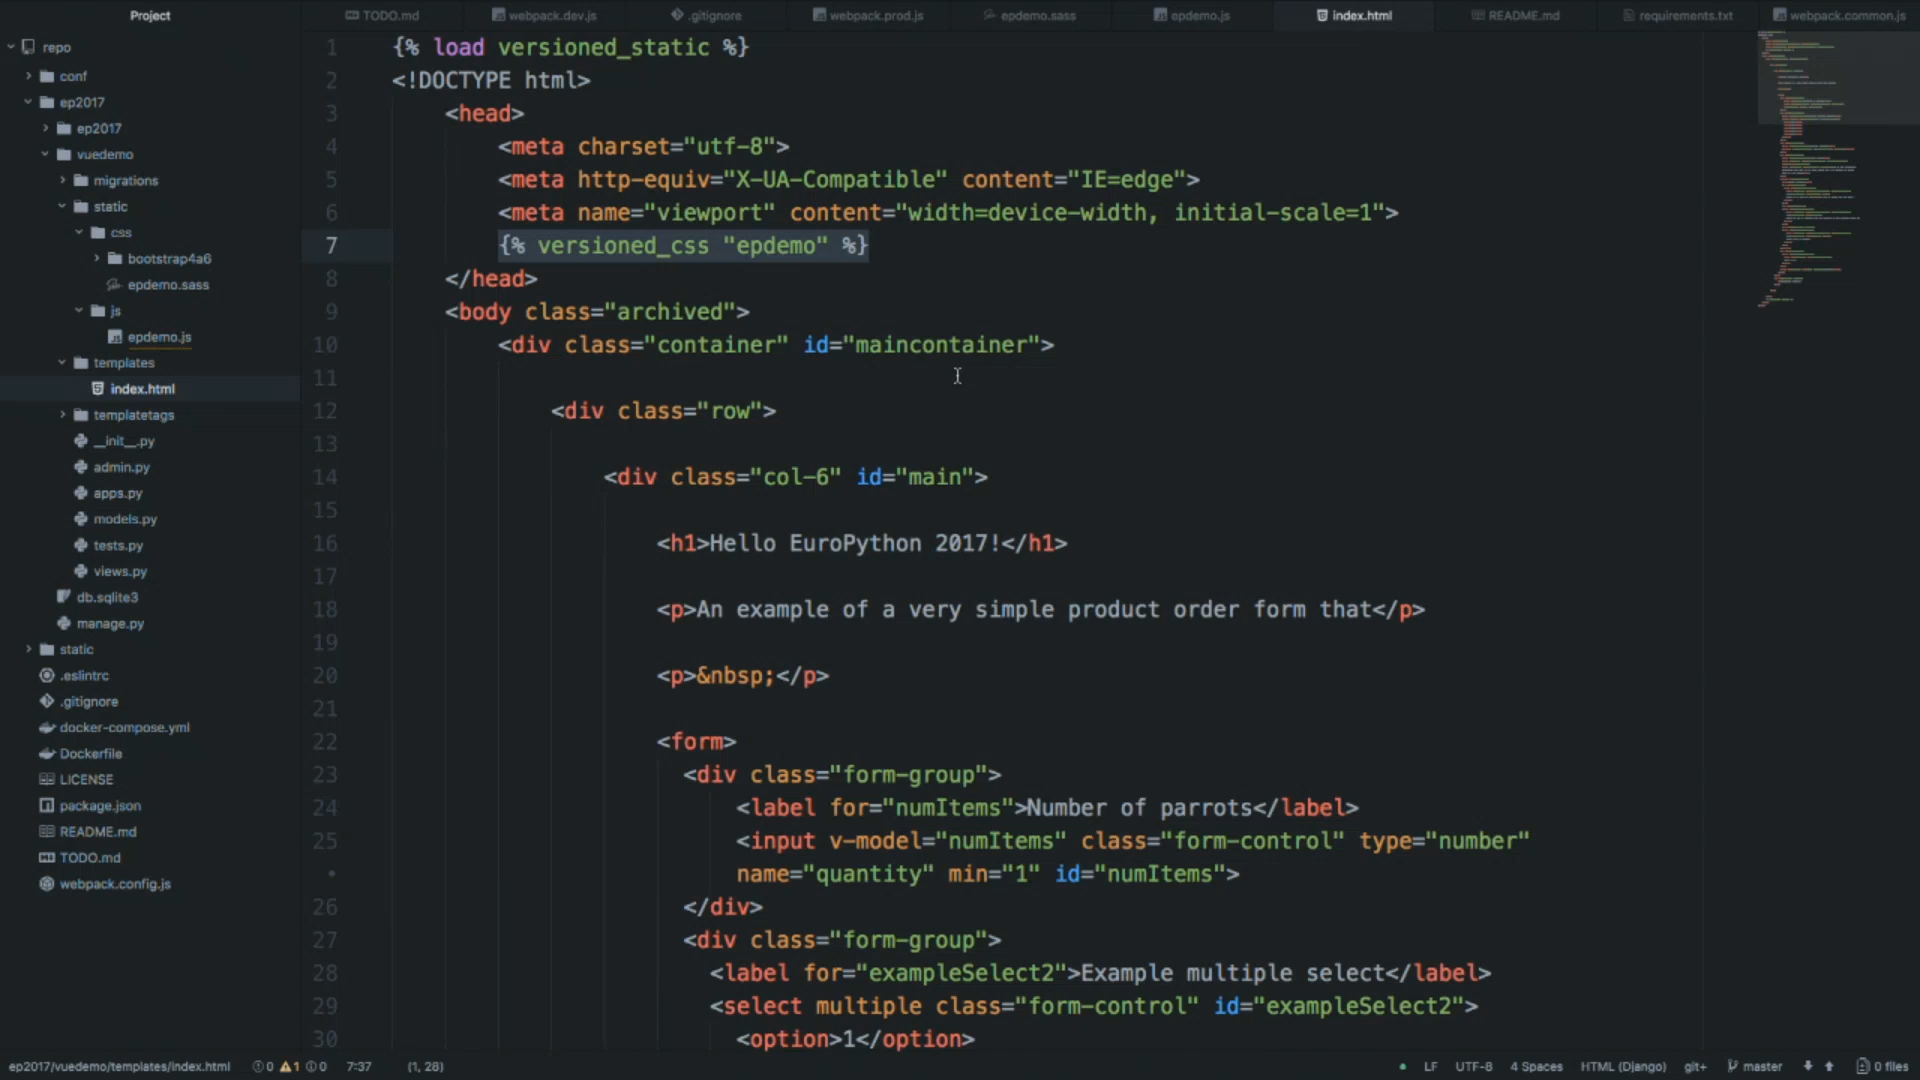 Project
TODO.md
webpack.dev.js
.gitignore
webpack.prod.js
epdemo.sass
epdemo.js
index.html
README.md
requirements.txt
webpack.common.js
repo
conf
ep2017
ep2017
vuedemo
migrations
static
css
bootstrap4a6
epdemo.sass
js
epdemo.js
templates
index.html
templatetags
__init__.py
admin.py
apps.py
models.py
tests.py
views.py
db.sqlite3
manage.py
static
.eslintrc
.gitignore
docker-compose.yml
Dockerfile
LICENSE
package.json
README.md
TODO.md
webpack.config.js
1 {% load versioned_static %}
2 <!DOCTYPE html>
3 <head>
4 <meta charset="utf-8">
5 <meta http-equiv="X-UA-Compatible" content="IE=edge">
6 <meta name="viewport" content="width=device-width, initial-scale=1">
7 {% versioned_css "epdemo" %}
8 </head>
9 <body class="archived">
10 <div class="container" id="maincontainer">
11
12 <div class="row">
13
14 <div class="col-6" id="main">
15
16 <h1>Hello EuroPython 2017!</h1>
17
18 <p>An example of a very simple product order form that</p>
19
20 <p>&nbsp;</p>
21
22 <form>
23 <div class="form-group">
24 <label for="numItems">Number of parrots</label>
25 <input v-model="numItems" class="form-control" type="number"
• name="quantity" min="1" id="numItems">
26 </div>
27 <div class="form-group">
28 <label for="exampleSelect2">Example multiple select</label>
29 <select multiple class="form-control" id="exampleSelect2">
30 <option>1</option>
ep2017/vuedemo/templates/index.html 0 1 0 7:37 (1, 28) LF UTF-8 4 Spaces HTML (Django) git+ master 0 files